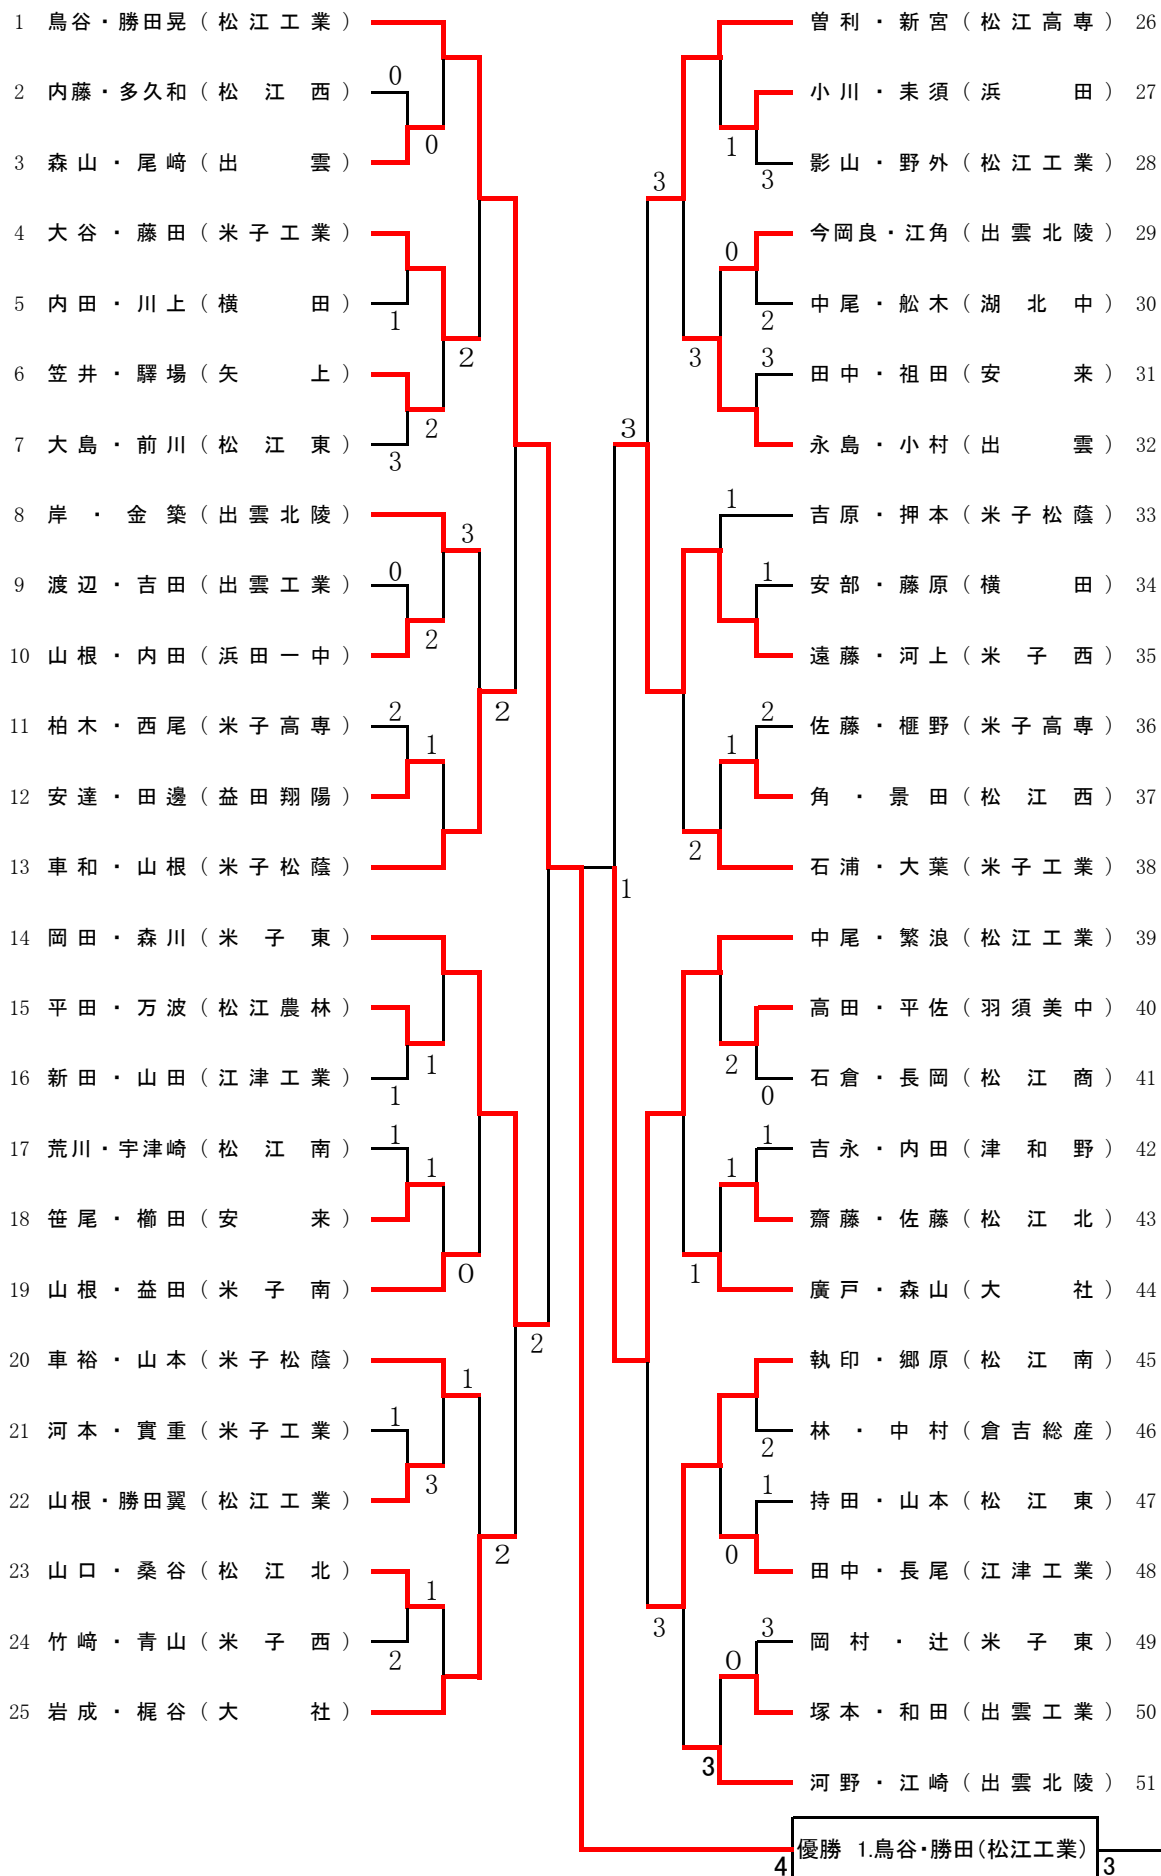 1 鳥谷・勝田晃（松江工業）
2 内藤・多久和（松江西）
3 森山・尾﨑（出雲）
4 大谷・藤田（米子工業）
5 内田・川上（横田）
6 笠井・驛場（矢上）
7 大島・前川（松江東）
8 岸・金築（出雲北陵）
9 渡辺・吉田（出雲工業）
10 山根・内田（浜田一中）
11 柏木・西尾（米子高専）
12 安達・田邊（益田翔陽）
13 車和・山根（米子松蔭）
14 岡田・森川（米子東）
15 平田・万波（松江農林）
16 新田・山田（江津工業）
17 荒川・宇津崎（松江南）
18 笹尾・櫛田（安来）
19 山根・益田（米子南）
20 車裕・山本（米子松蔭）
21 河本・實重（米子工業）
22 山根・勝田翼（松江工業）
23 山口・桑谷（松江北）
24 竹﨑・青山（米子西）
25 岩成・梶谷（大社）
0
0
1
2
2
3
3
0
2
2
1
2
1
1
1
1
0
2
1
1
3
2
1
2
3
1
3
1
3
0
2
3
3
1
1
2
1
2
2
0
1
1
1
2
1
0
3
3
0
3
曽利・新宮（松江高専）26
小川・耒須（浜田）27
影山・野外（松江工業）28
今岡良・江角（出雲北陵）29
中尾・舩木（湖北中）30
田中・祖田（安来）31
永島・小村（出雲）32
吉原・押本（米子松蔭）33
安部・藤原（横田）34
遠藤・河上（米子西）35
佐藤・榧野（米子高専）36
角・景田（松江西）37
石浦・大葉（米子工業）38
中尾・繁浪（松江工業）39
高田・平佐（羽須美中）40
石倉・長岡（松江商）41
吉永・内田（津和野）42
齋藤・佐藤（松江北）43
廣戸・森山（大社）44
執印・郷原（松江南）45
林・中村（倉吉総産）46
持田・山本（松江東）47
田中・長尾（江津工業）48
岡村・辻（米子東）49
塚本・和田（出雲工業）50
河野・江崎（出雲北陵）51
4 優勝 1.鳥谷・勝田(松江工業) 3